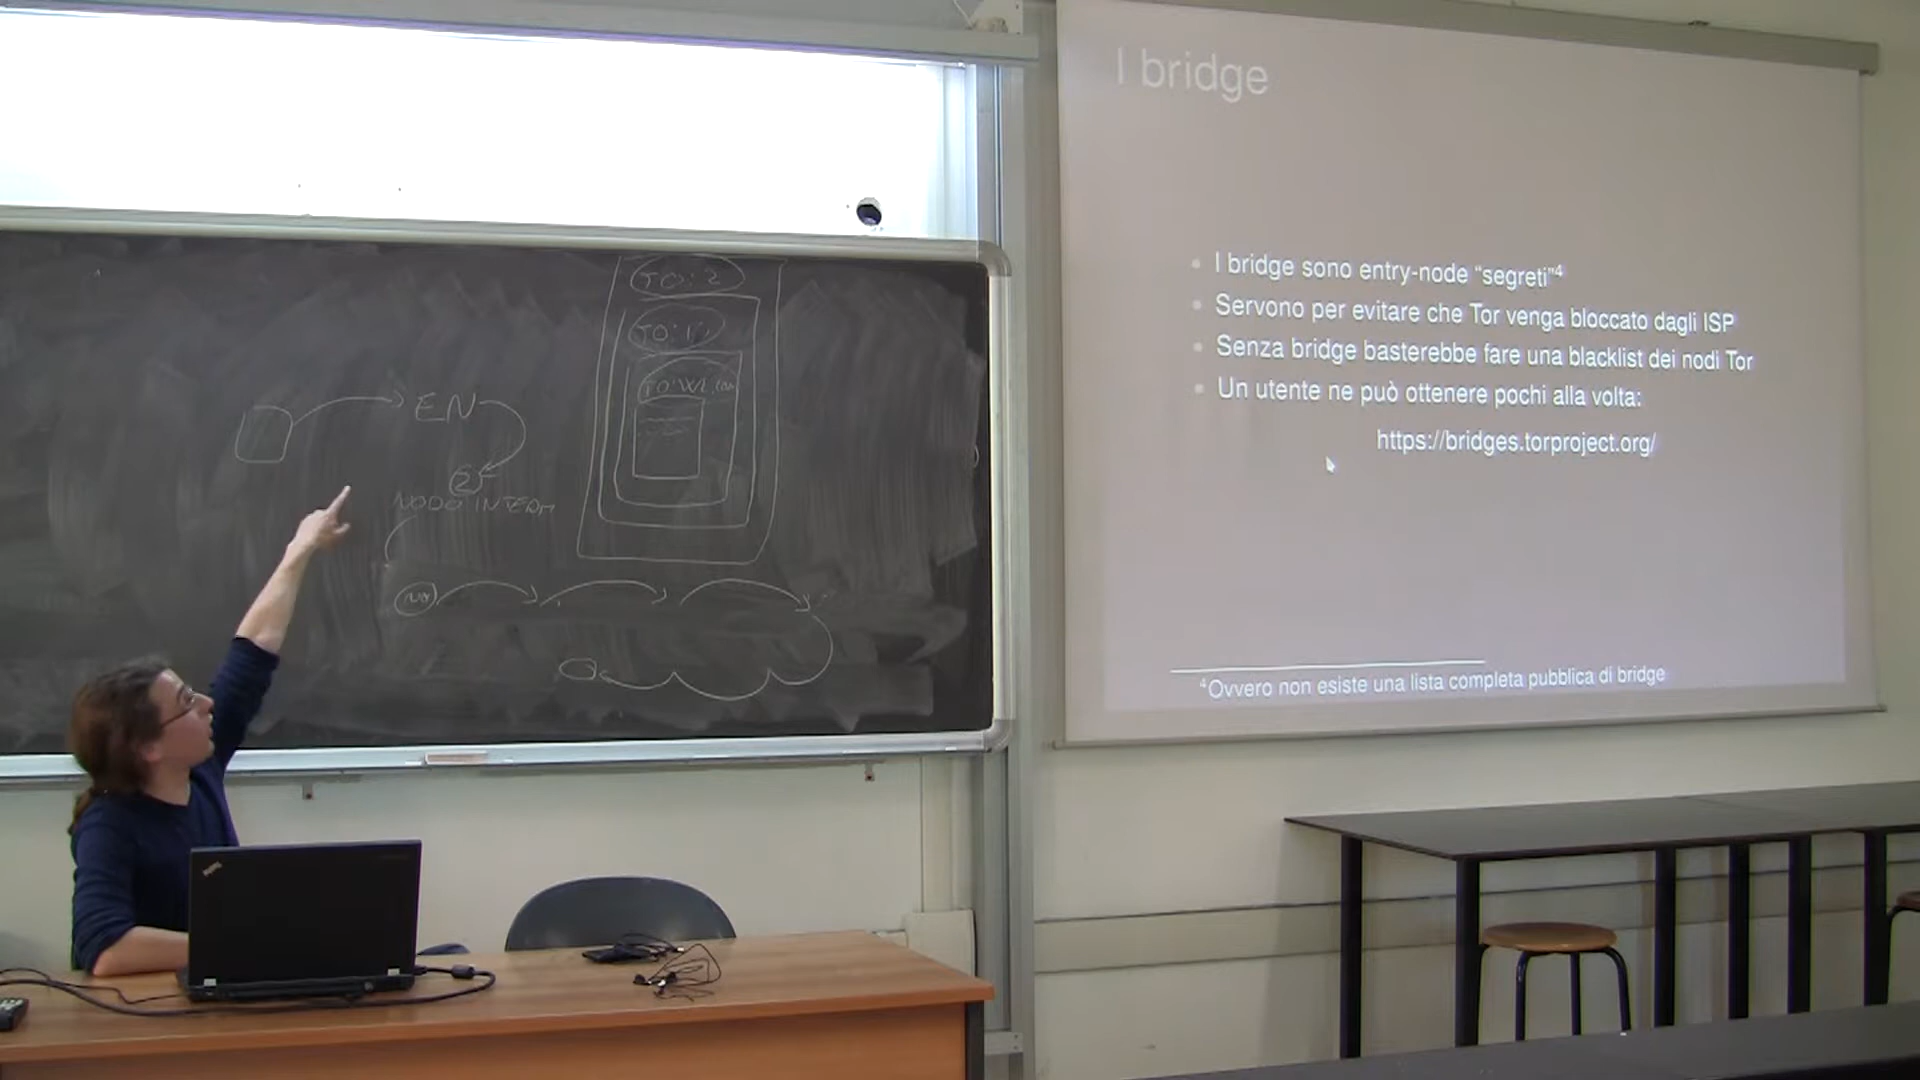 I bridge
I bridge sono entry-node “segreti”⁴
Servono per evitare che Tor venga bloccato dagli ISP
Senza bridge basterebbe fare una blacklist dei nodi Tor
Un utente ne può ottenere pochi alla volta:
https://bridges.torproject.org/
⁴Ovvero non esiste una lista completa pubblica di bridge
TO: 2
TO: 1
EN
2
NODO INTERM
ThinkPad